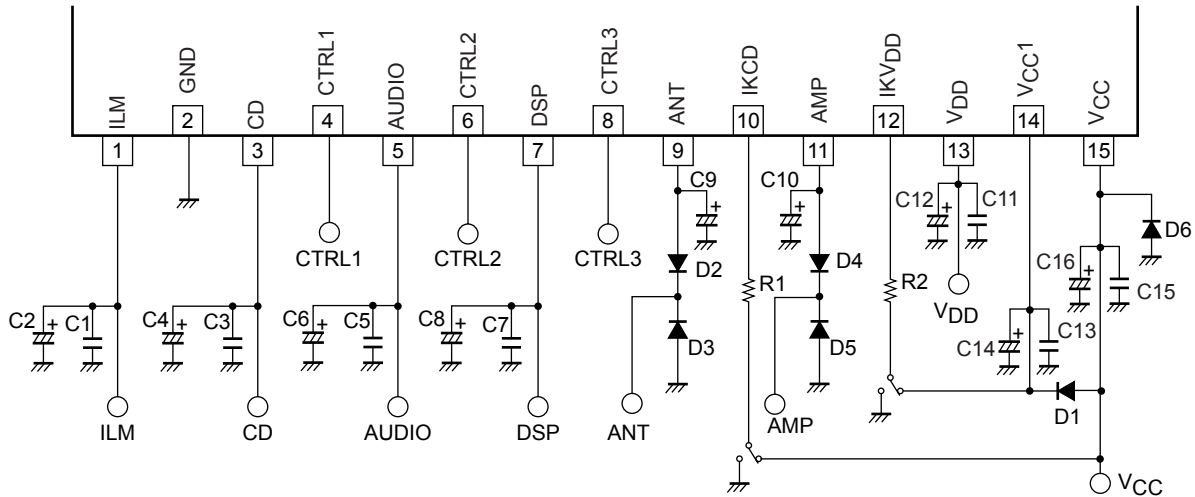 ILM
GND
CD
CTRL1
AUDIO
CTRL2
DSP
CTRL3
ANT
IKCD
AMP
IKVDD
VDD
VCC1
VCC
1
2
3
4
5
6
7
8
9
10
11
12
13
14
15
C9
C10
C12
C11
D6
CTRL1
CTRL2
CTRL3
D2
D4
R1
R2
C16
C15
VDD
C2
C1
C4
C3
C6
C5
C8
C7
D3
D5
C14
C13
D1
ILM
CD
AUDIO
DSP
ANT
AMP
VCC
+
+
+
+
+
+
+
+
+